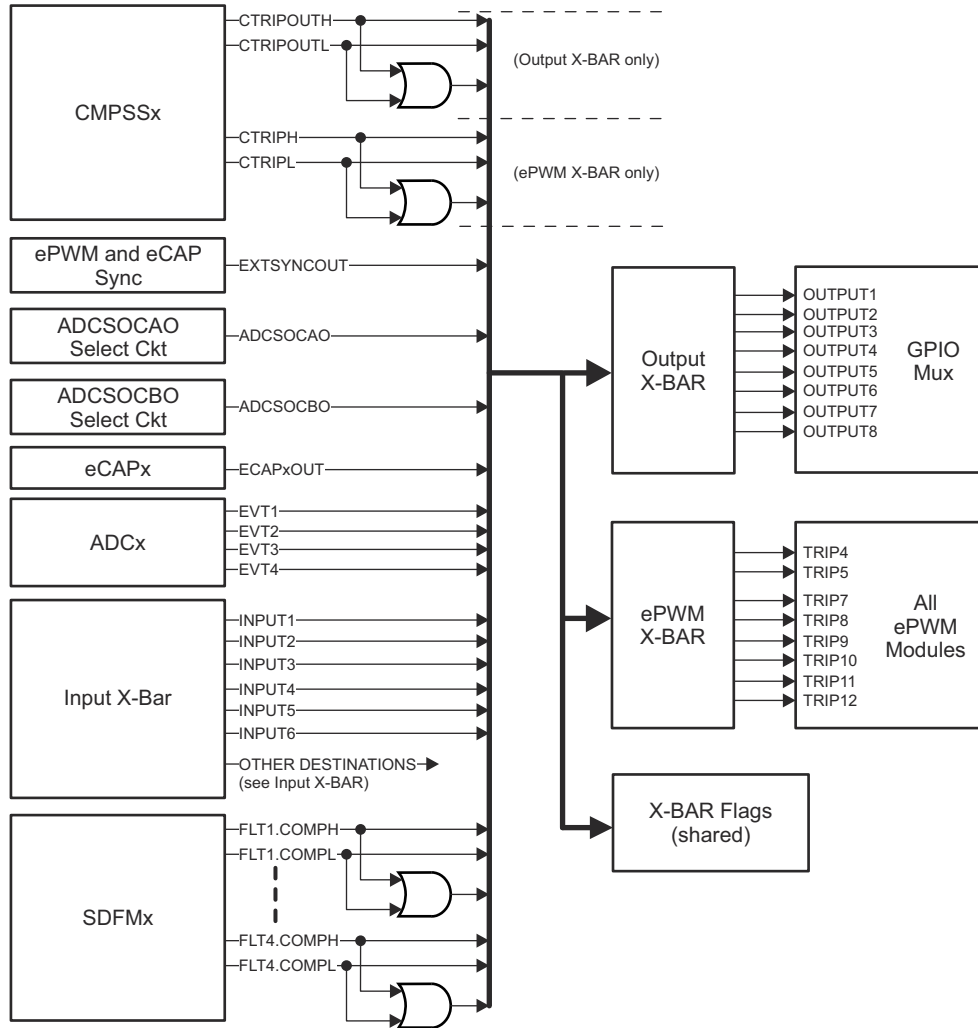 CMPSSx
CTRIPOUTH
CTRIPOUTL
(Output X-BAR only)
CTRIPH
CTRIPL
(ePWM X-BAR only)
ePWM and eCAP
Sync
EXTSYNCOUT
ADCSOCAO
Select Ckt
ADCSOCAO
ADCSOCBO
Select Ckt
ADCSOCBO
eCAPx
ECAPxOUT
ADCx
EVT1
EVT2
EVT3
EVT4
Input X-Bar
INPUT1
INPUT2
INPUT3
INPUT4
INPUT5
INPUT6
OTHER DESTINATIONS
(see Input X-BAR)
SDFMx
FLT1.COMPH
FLT1.COMPL
FLT4.COMPH
FLT4.COMPL
Output
X-BAR
OUTPUT1
OUTPUT2
OUTPUT3
OUTPUT4
OUTPUT5
OUTPUT6
OUTPUT7
OUTPUT8
GPIO
Mux
ePWM
X-BAR
TRIP4
TRIP5
TRIP7
TRIP8
TRIP9
TRIP10
TRIP11
TRIP12
All
ePWM
Modules
X-BAR Flags
(shared)